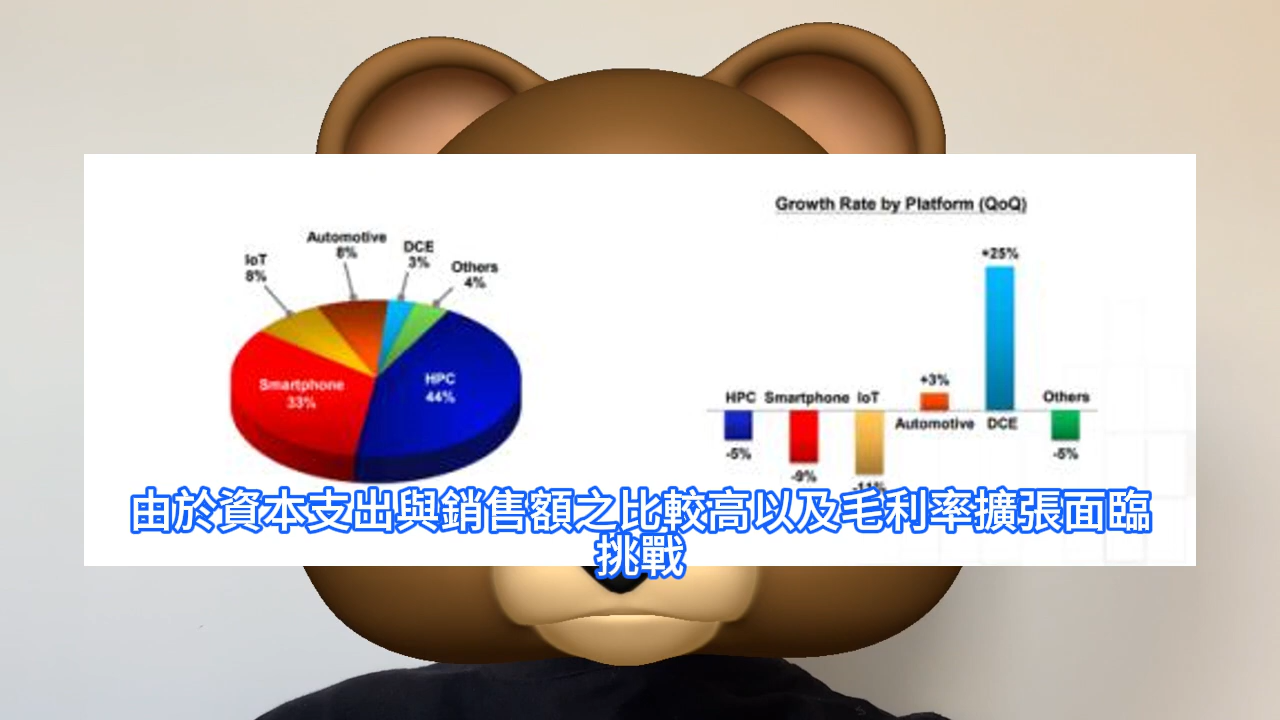 Growth Rate by Platform (QoQ)
Automotive
8%
DCE
3%
IoT
8%
Others
4%
Smartphone
33%
HPC
44%
+25%
+3%
HPC
Smartphone
IoT
Others
Automotive
DCE
-5%
-9%
-11%
-5%
由於資本支出與銷售額之比較高以及毛利率擴張面臨
挑戰